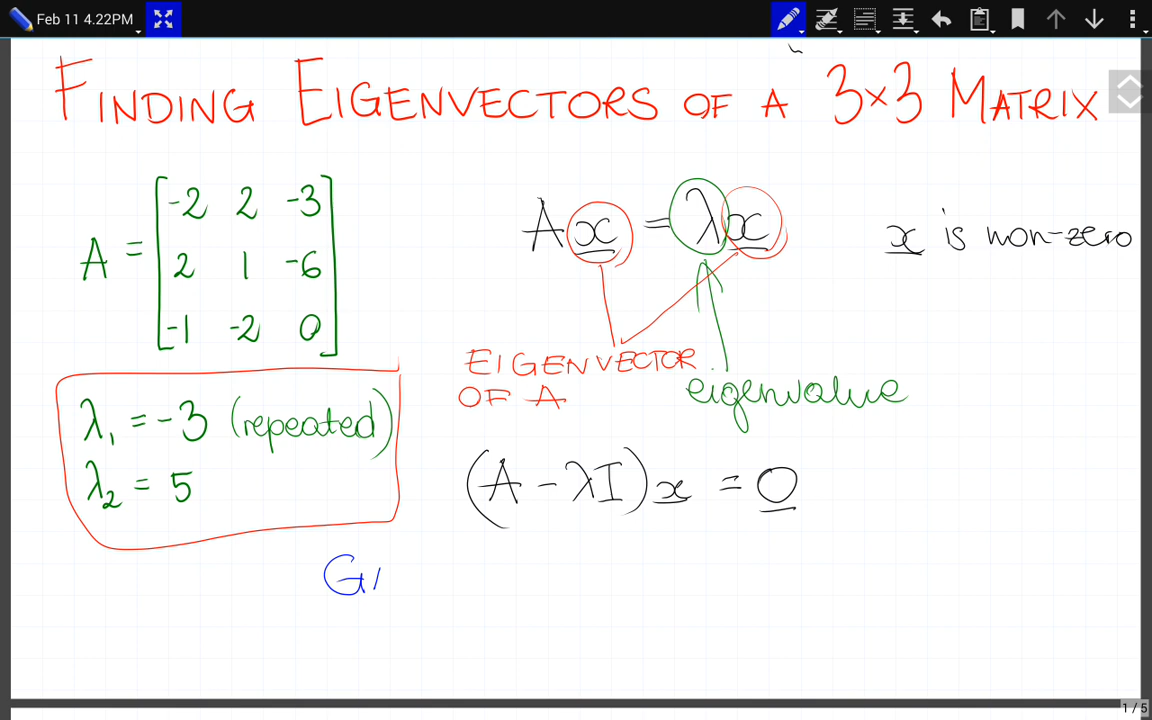 Feb 11 4.22PM
FINDING EIGENVECTORS OF A 3×3 MATRIX
A = [-2 2 -3
2 1 -6
-1 -2 0]
λ₁ = -3 (repeated)
λ₂ = 5
Ax = λx
x is non-zero
EIGENVECTOR
OF A
eigenvalue
(A - λI)x = 0
1 / 5